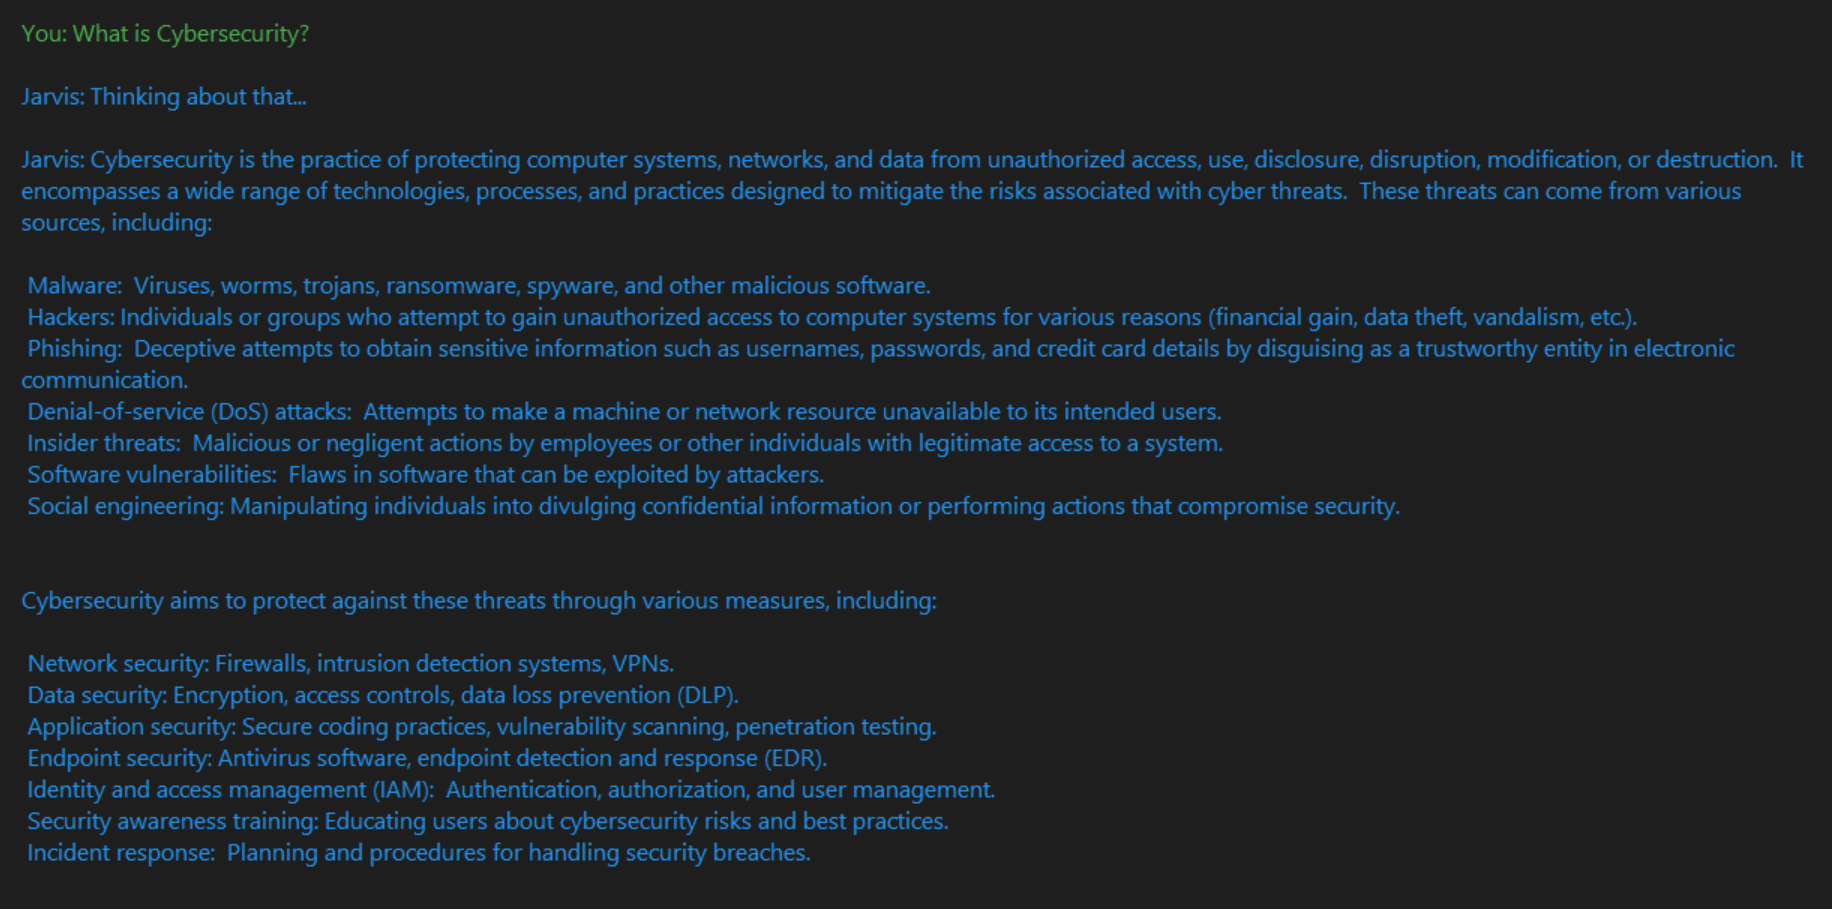 You: What is Cybersecurity?
Jarvis: Thinking about that...
Jarvis: Cybersecurity is the practice of protecting computer systems, networks, and data from unauthorized access, use, disclosure, disruption, modification, or destruction.  It
encompasses a wide range of technologies, processes, and practices designed to mitigate the risks associated with cyber threats.  These threats can come from various
sources, including:
Malware:  Viruses, worms, trojans, ransomware, spyware, and other malicious software.
Hackers: Individuals or groups who attempt to gain unauthorized access to computer systems for various reasons (financial gain, data theft, vandalism, etc.).
Phishing:  Deceptive attempts to obtain sensitive information such as usernames, passwords, and credit card details by disguising as a trustworthy entity in electronic
communication.
Denial-of-service (DoS) attacks:  Attempts to make a machine or network resource unavailable to its intended users.
Insider threats:  Malicious or negligent actions by employees or other individuals with legitimate access to a system.
Software vulnerabilities:  Flaws in software that can be exploited by attackers.
Social engineering: Manipulating individuals into divulging confidential information or performing actions that compromise security.
Cybersecurity aims to protect against these threats through various measures, including:
Network security: Firewalls, intrusion detection systems, VPNs.
Data security: Encryption, access controls, data loss prevention (DLP).
Application security: Secure coding practices, vulnerability scanning, penetration testing.
Endpoint security: Antivirus software, endpoint detection and response (EDR).
Identity and access management (IAM):  Authentication, authorization, and user management.
Security awareness training: Educating users about cybersecurity risks and best practices.
Incident response:  Planning and procedures for handling security breaches.